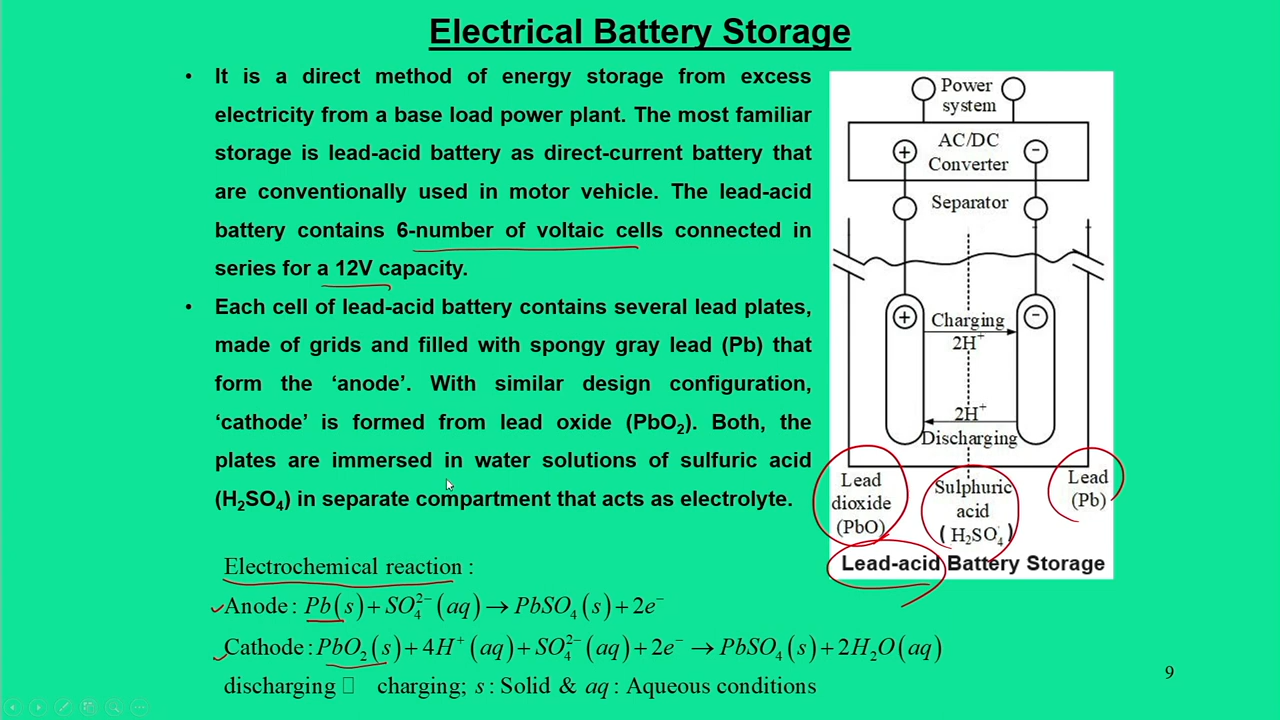 Electrical Battery Storage
• It is a direct method of energy storage from excess
electricity from a base load power plant. The most familiar
storage is lead-acid battery as direct-current battery that
are conventionally used in motor vehicle. The lead-acid
battery contains 6-number of voltaic cells connected in
series for a 12V capacity.
• Each cell of lead-acid battery contains several lead plates,
made of grids and filled with spongy gray lead (Pb) that
form the ‘anode’. With similar design configuration,
‘cathode’ is formed from lead oxide (PbO₂). Both, the
plates are immersed in water solutions of sulfuric acid
(H₂SO₄) in separate compartment that acts as electrolyte.
Electrochemical reaction :
Anode : Pb(s) + SO₄²⁻(aq) → PbSO₄(s) + 2e⁻
Cathode : PbO₂(s) + 4H⁺(aq) + SO₄²⁻(aq) + 2e⁻ → PbSO₄(s) + 2H₂O(aq)
discharging □ charging; s : Solid & aq : Aqueous conditions
Power
system
AC/DC
Converter
+ −
Separator
+ −
Charging
2H⁺
2H⁺
Discharging
Lead
dioxide
(PbO)
Sulphuric
acid
(H₂SO₄)
Lead
(Pb)
Lead-acid Battery Storage
9